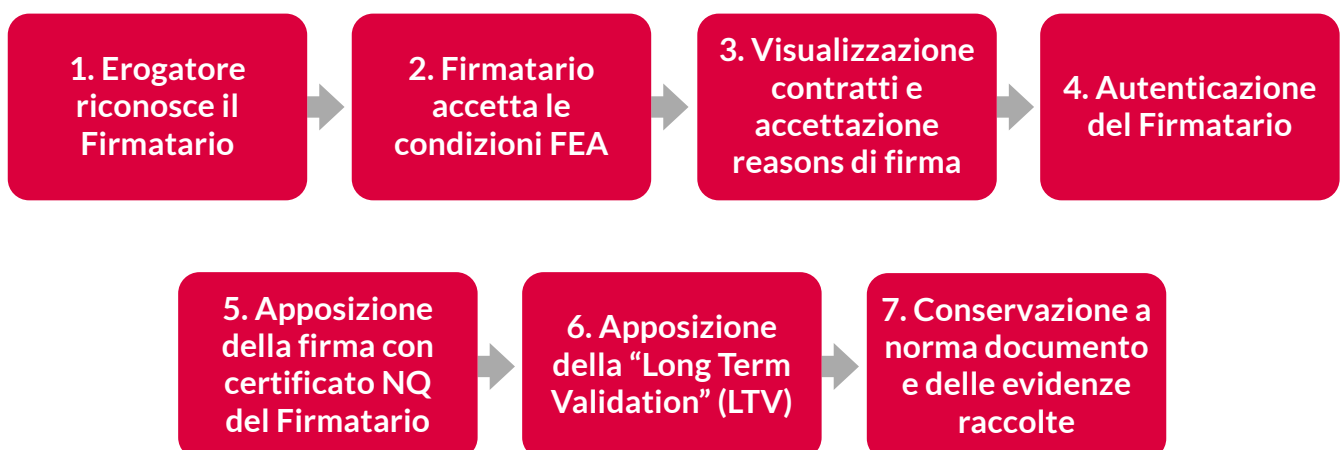 1. Erogatore
riconosce il
Firmatario
2. Firmatario
accetta le
condizioni FEA
3. Visualizzazione
contratti e
accettazione
reasons di firma
4. Autenticazione
del Firmatario
5. Apposizione
della firma con
certificato NQ
del Firmatario
6. Apposizione
della “Long Term
Validation” (LTV)
7. Conservazione a
norma documento
e delle evidenze
raccolte